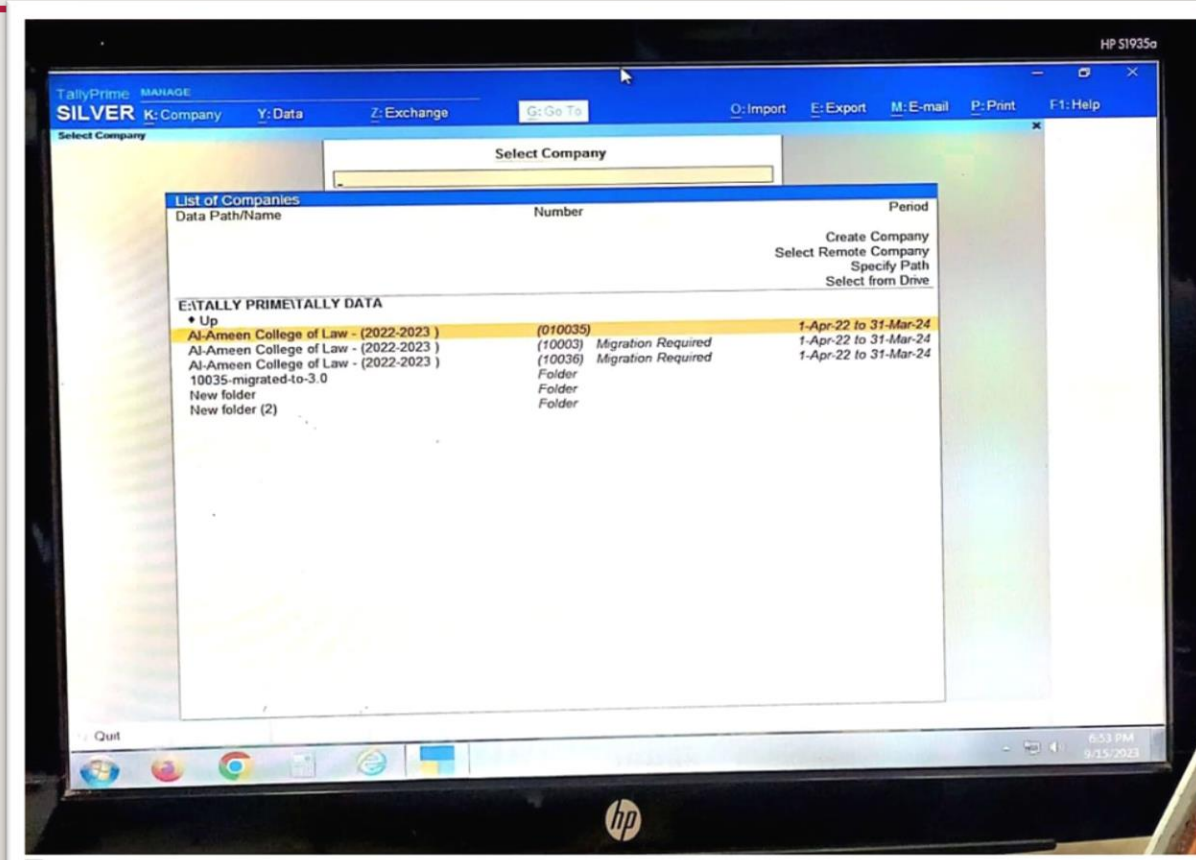 HP S1935a
TallyPrime MANAGE
SILVER K: Company Y: Data Z: Exchange G: Go To O: Import E: Export M: E-mail P: Print F1: Help
Select Company
Select Company
List of Companies
Data Path/Name Number Period
Create Company
Select Remote Company
Specify Path
Select from Drive
E:\TALLY PRIME\TALLY DATA
♦ Up
Al-Ameen College of Law - (2022-2023 ) (010035) 1-Apr-22 to 31-Mar-24
Al-Ameen College of Law - (2022-2023 ) (10003) Migration Required 1-Apr-22 to 31-Mar-24
Al-Ameen College of Law - (2022-2023 ) (10036) Migration Required 1-Apr-22 to 31-Mar-24
10035-migrated-to-3.0 Folder
New folder Folder
New folder (2) Folder
Quit
6:53 PM
9/15/2023
hp